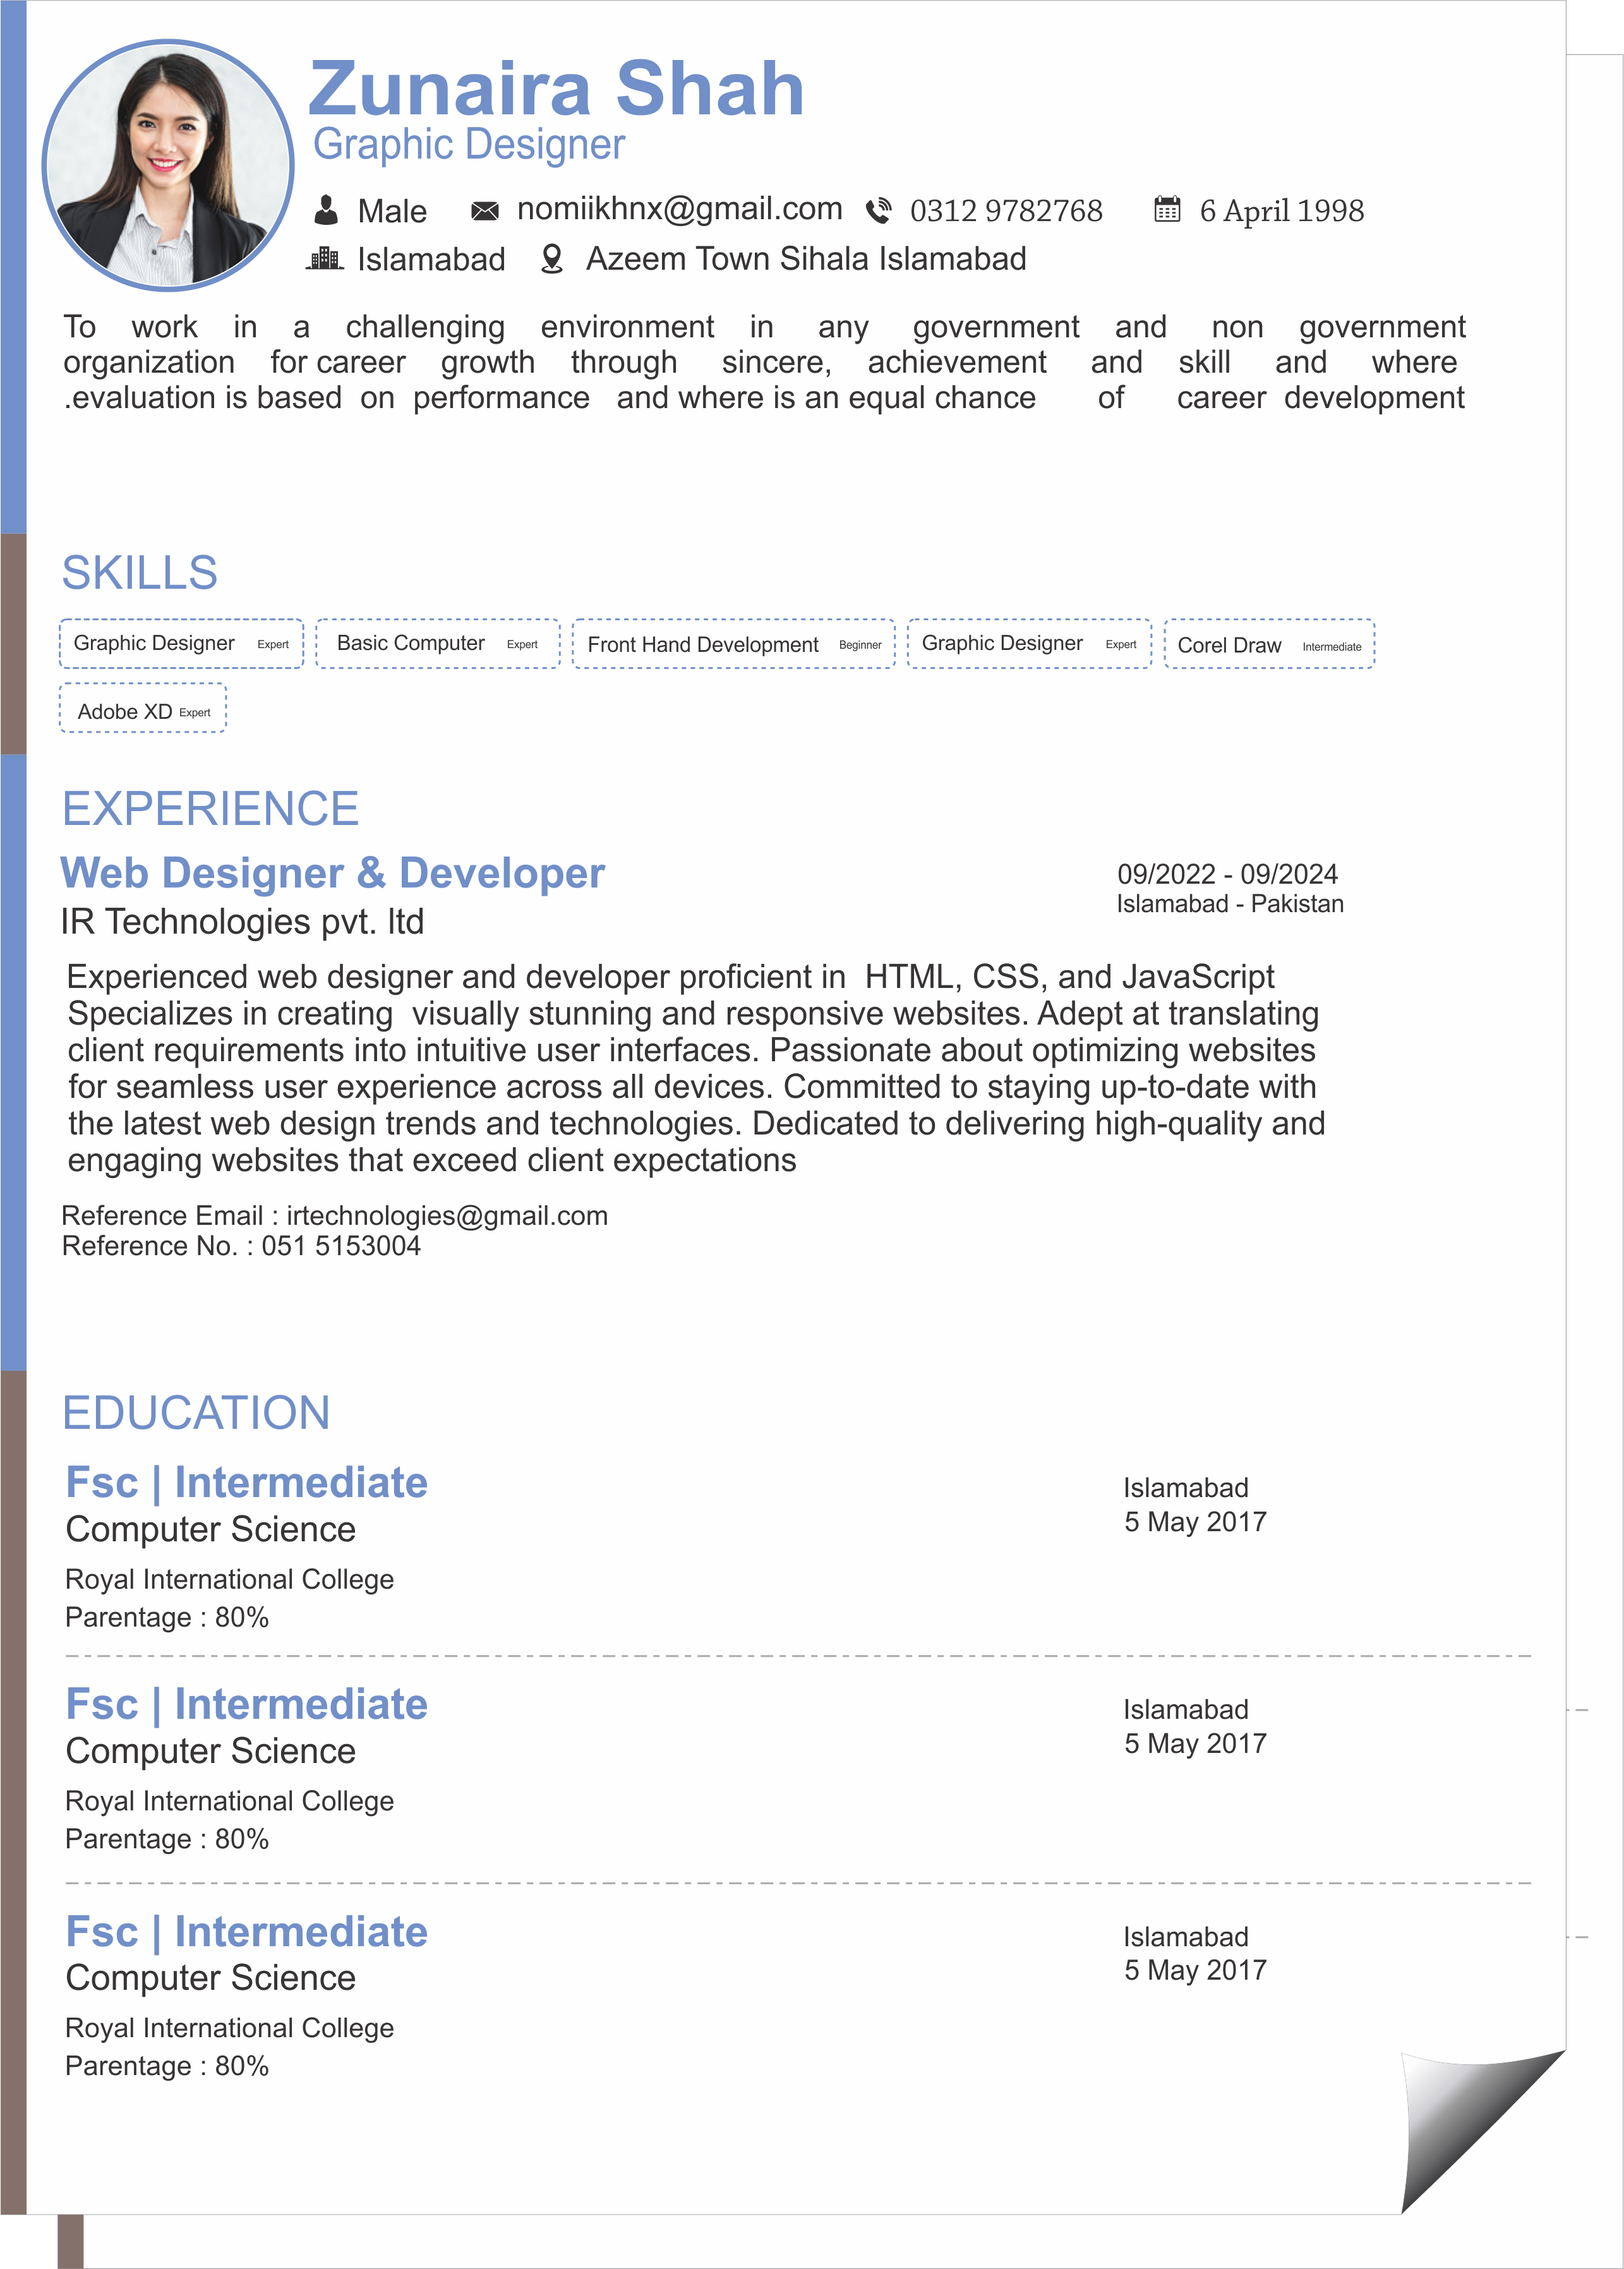 Zunaira Shah
Graphic Designer
Male nomiikhnx@gmail.com 0312 9782768 6 April 1998
Islamabad Azeem Town Sihala Islamabad
To work in a challenging environment in any government and non government
organization for career growth through sincere, achievement and skill and where
.evaluation is based on performance and where is an equal chance of career development
SKILLS
Graphic Designer Expert Basic Computer Expert Front Hand Development Beginner Graphic Designer Expert Corel Draw Intermediate
Adobe XD Expert
EXPERIENCE
Web Designer & Developer 09/2022 - 09/2024
IR Technologies pvt. ltd Islamabad - Pakistan
Experienced web designer and developer proficient in HTML, CSS, and JavaScript
Specializes in creating visually stunning and responsive websites. Adept at translating
client requirements into intuitive user interfaces. Passionate about optimizing websites
for seamless user experience across all devices. Committed to staying up-to-date with
the latest web design trends and technologies. Dedicated to delivering high-quality and
engaging websites that exceed client expectations
Reference Email : irtechnologies@gmail.com
Reference No. : 051 5153004
EDUCATION
Fsc | Intermediate Islamabad
Computer Science 5 May 2017
Royal International College
Parentage : 80%
Fsc | Intermediate Islamabad
Computer Science 5 May 2017
Royal International College
Parentage : 80%
Fsc | Intermediate Islamabad
Computer Science 5 May 2017
Royal International College
Parentage : 80%